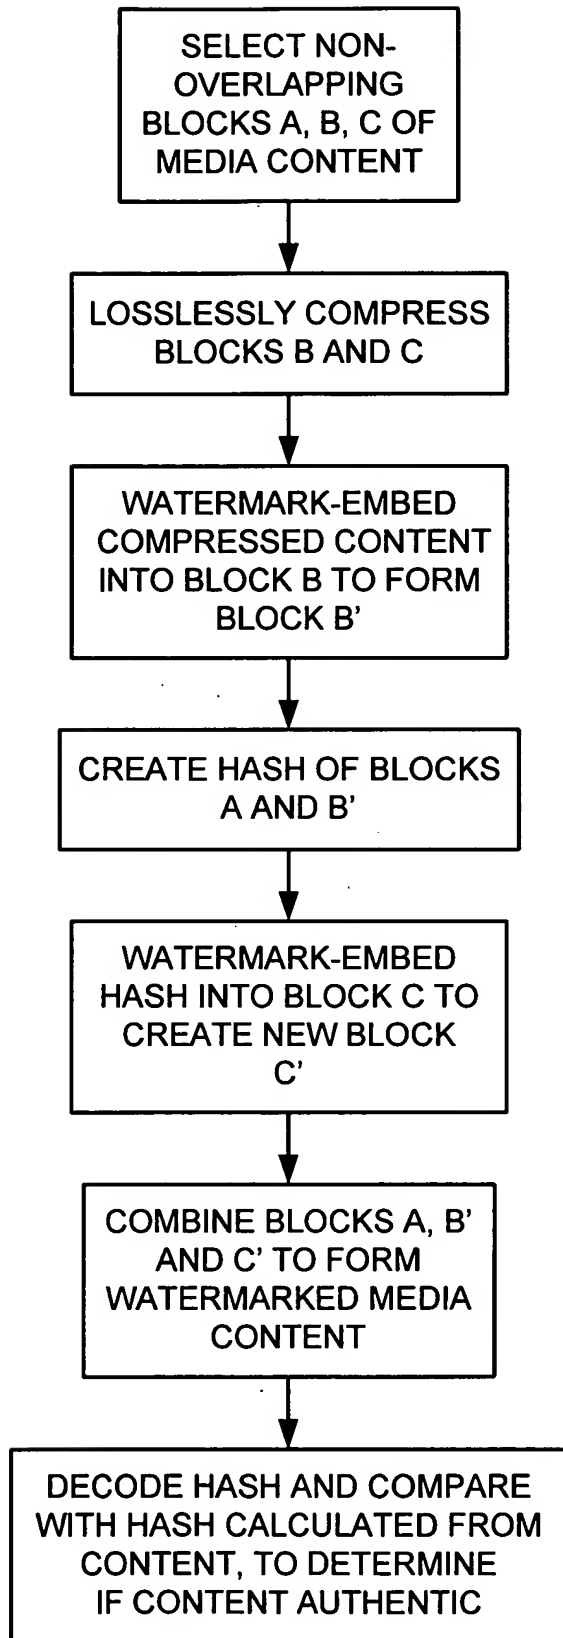 SELECT NON-
OVERLAPPING
BLOCKS A, B, C OF
MEDIA CONTENT
LOSSLESSLY COMPRESS
BLOCKS B AND C
WATERMARK-EMBED
COMPRESSED CONTENT
INTO BLOCK B TO FORM
BLOCK B'
CREATE HASH OF BLOCKS
A AND B'
WATERMARK-EMBED
HASH INTO BLOCK C TO
CREATE NEW BLOCK
C'
COMBINE BLOCKS A, B'
AND C' TO FORM
WATERMARKED MEDIA
CONTENT
DECODE HASH AND COMPARE
WITH HASH CALCULATED FROM
CONTENT, TO DETERMINE
IF CONTENT AUTHENTIC